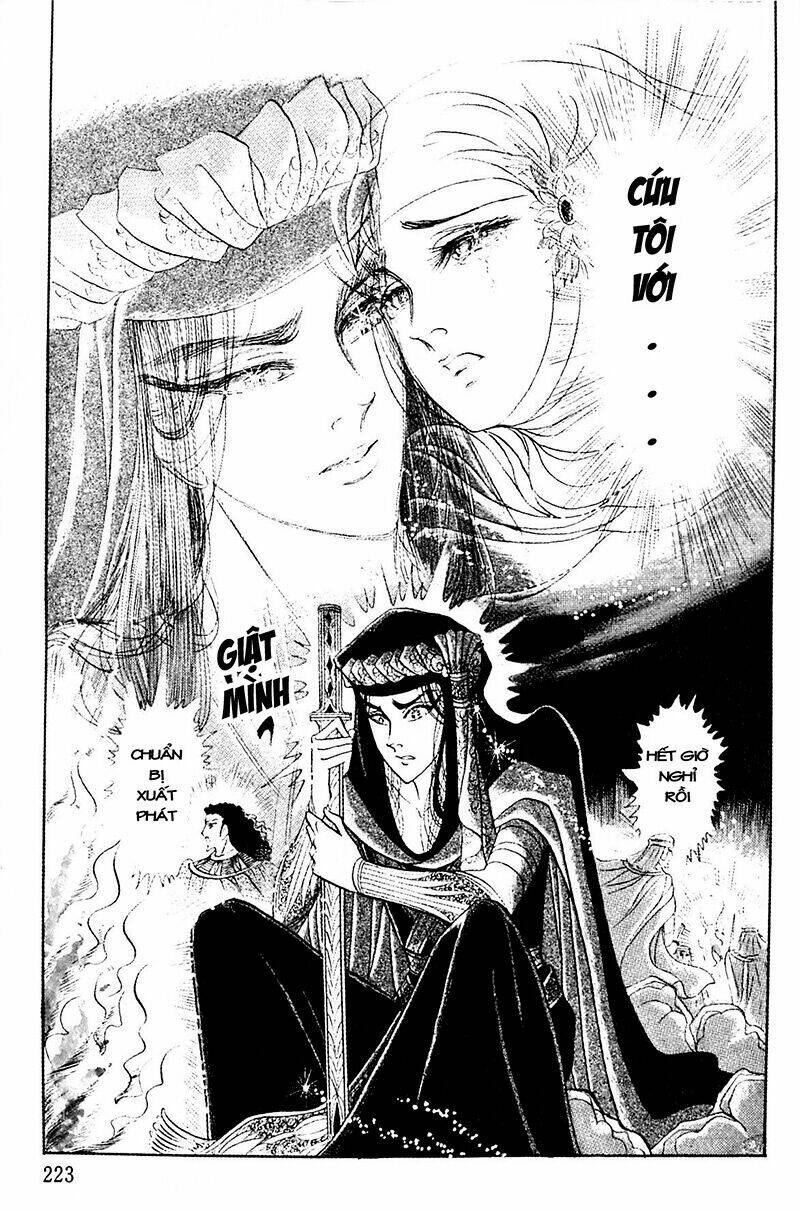 CỨU
TÔI
VỚI
.
.
.
GIẬT
MÌNH
CHUẨN
BỊ
XUẤT
PHÁT
HẾT GIỜ
NGHỈ
RỒI
223